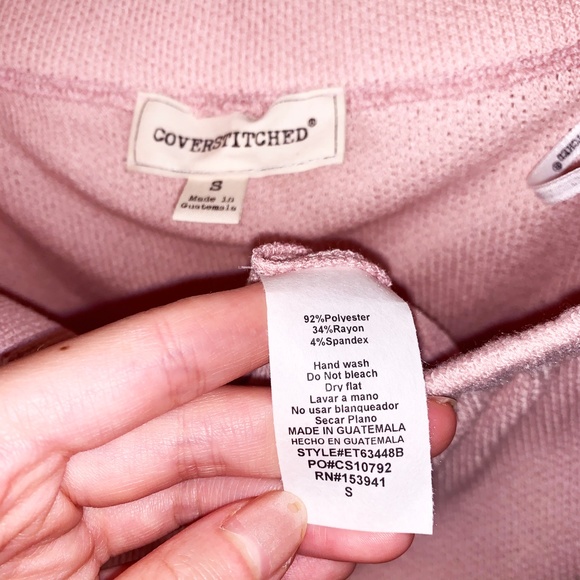 COVERSTITCHED®
S
Made in
Guatemala
92%Polyester
34%Rayon
4%Spandex
Hand wash
Do Not bleach
Dry flat
Lavar a mano
No usar blanqueador
Secar Plano
MADE IN GUATEMALA
HECHO EN GUATEMALA
STYLE#ET63448B
PO#CS10792
RN#153941
S